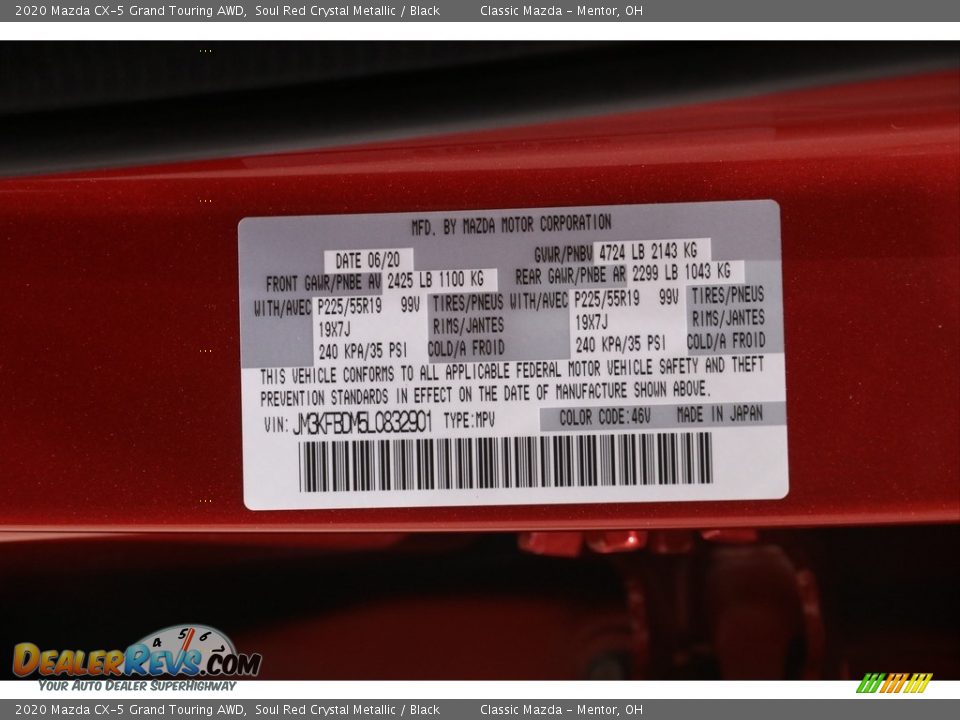 2020 Mazda CX-5 Grand Touring AWD, Soul Red Crystal Metallic / Black Classic Mazda - Mentor, OH
MFD. BY MAZDA MOTOR CORPORATION
DATE 06/20 GVWR/PNBV 4724 LB 2143 KG
FRONT GAWR/PNBE AV 2425 LB 1100 KG REAR GAWR/PNBE AR 2299 LB 1043 KG
WITH/AVEC P225/55R19 99V TIRES/PNEUS WITH/AVEC P225/55R19 99V TIRES/PNEUS
19X7J RIMS/JANTES 19X7J RIMS/JANTES
240 KPA/35 PSI COLD/A FROID 240 KPA/35 PSI COLD/A FROID
THIS VEHICLE CONFORMS TO ALL APPLICABLE FEDERAL MOTOR VEHICLE SAFETY AND THEFT
PREVENTION STANDARDS IN EFFECT ON THE DATE OF MANUFACTURE SHOWN ABOVE.
VIN: JM3KFBDM5L0832901 TYPE:MPV COLOR CODE:46V MADE IN JAPAN
4 5 6
DEALERREVS.COM
YOUR AUTO DEALER SUPERHIGHWAY
2020 Mazda CX-5 Grand Touring AWD, Soul Red Crystal Metallic / Black Classic Mazda - Mentor, OH